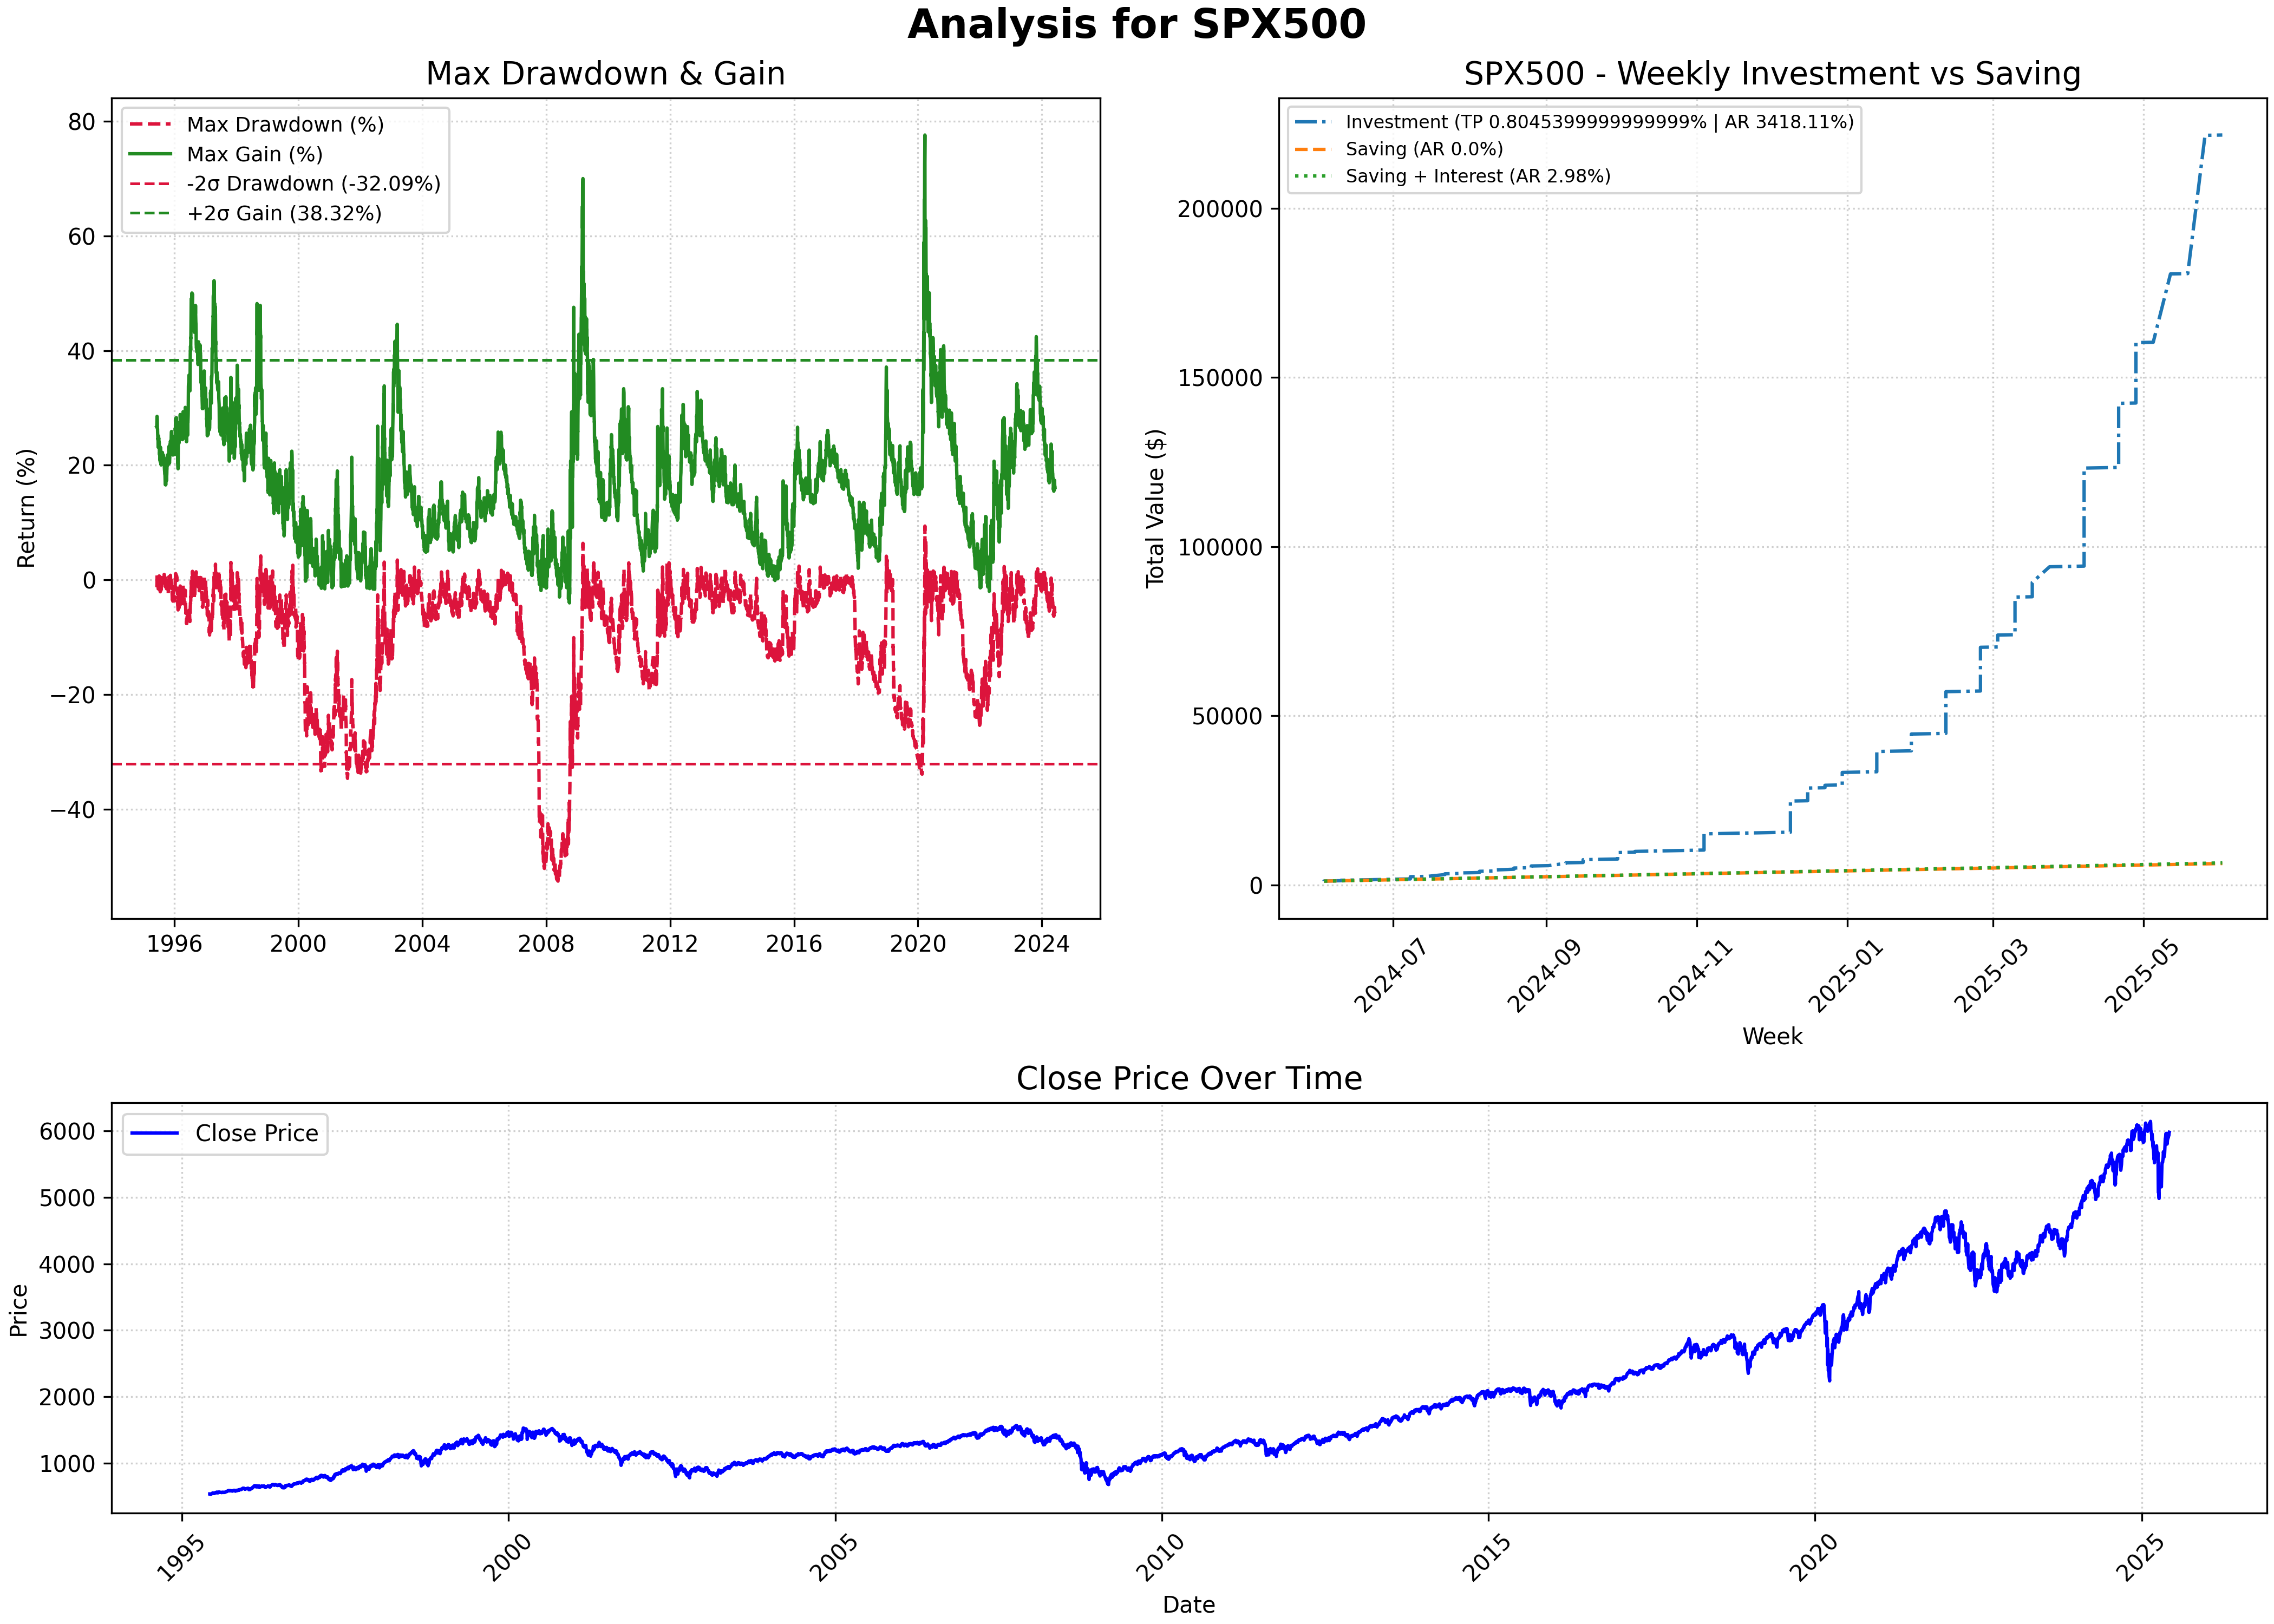 Analysis for SPX500
Max Drawdown & Gain
Max Drawdown (%)
Max Gain (%)
-2σ Drawdown (-32.09%)
+2σ Gain (38.32%)
Return (%)
80
60
40
20
0
−20
−40
1996
2000
2004
2008
2012
2016
2020
2024
SPX500 - Weekly Investment vs Saving
Investment (TP 0.8045399999999999% | AR 3418.11%)
Saving (AR 0.0%)
Saving + Interest (AR 2.98%)
Total Value ($)
200000
150000
100000
50000
0
2024-07
2024-09
2024-11
2025-01
2025-03
2025-05
Week
Close Price Over Time
Close Price
Price
6000
5000
4000
3000
2000
1000
1995
2000
2005
2010
2015
2020
2025
Date